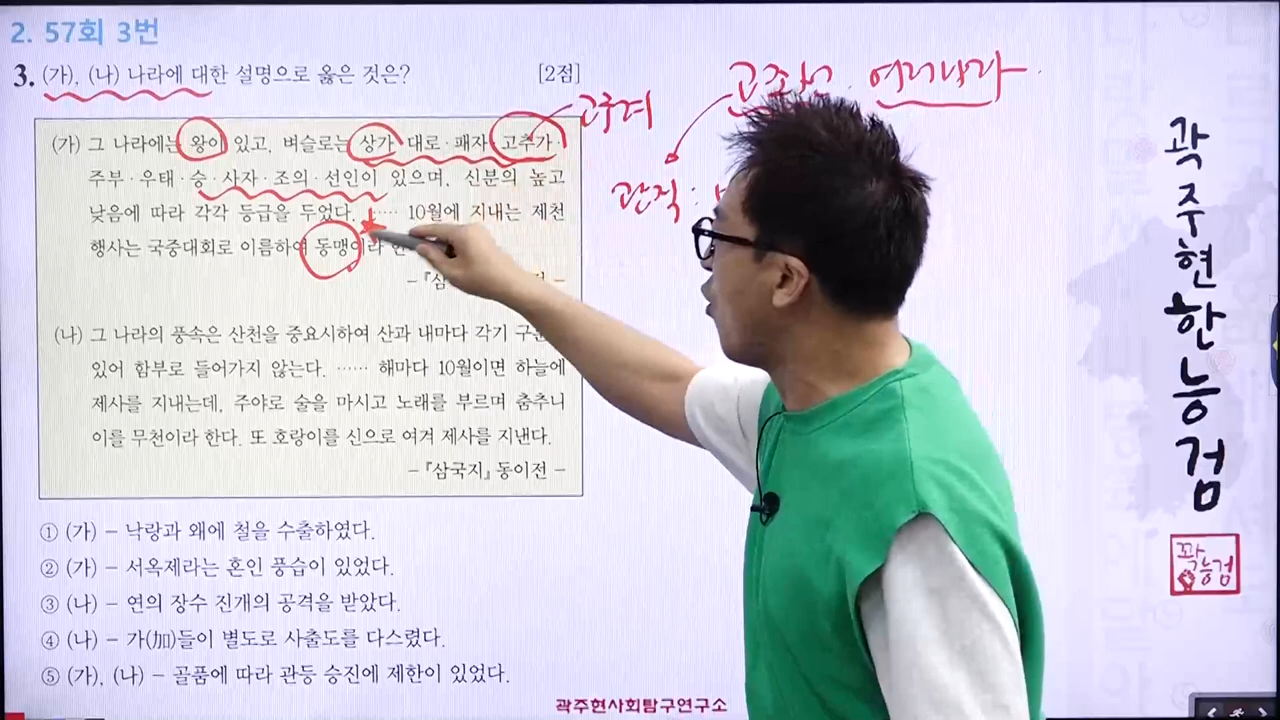 2. 57회 3번
3. (가), (나) 나라에 대한 설명으로 옳은 것은? [2점]
(가) 그 나라에는 왕이 있고, 벼슬로는 상가·대로·패자·고추가·
주부·우태·승·사자·조의·선인이 있으며, 신분의 높고
낮음에 따라 각각 등급을 두었다. …… 10월에 지내는 제천
행사는 국중대회로 이름하여 동맹이라
–『삼
(나) 그 나라의 풍속은 산천을 중요시하여 산과 내마다 각기
있어 함부로 들어가지 않는다. …… 해마다 10월이면 하늘에
제사를 지내는데, 주야로 술을 마시고 노래를 부르며 춤추니
이를 무천이라 한다. 또 호랑이를 신으로 여겨 제사를 지낸다.
–『삼국지』동이전 –
① (가) – 낙랑과 왜에 철을 수출하였다.
② (가) – 서옥제라는 혼인 풍습이 있었다.
③ (나) – 연의 장수 진개의 공격을 받았다.
④ (나) – 가(加)들이 별도로 사출도를 다스렸다.
⑤ (가), (나) – 골품에 따라 관등 승진에 제한이 있었다.
고구려
고조선, 여러나라
관직:
곽주현한능검
꽉능검
곽주현사회탐구연구소